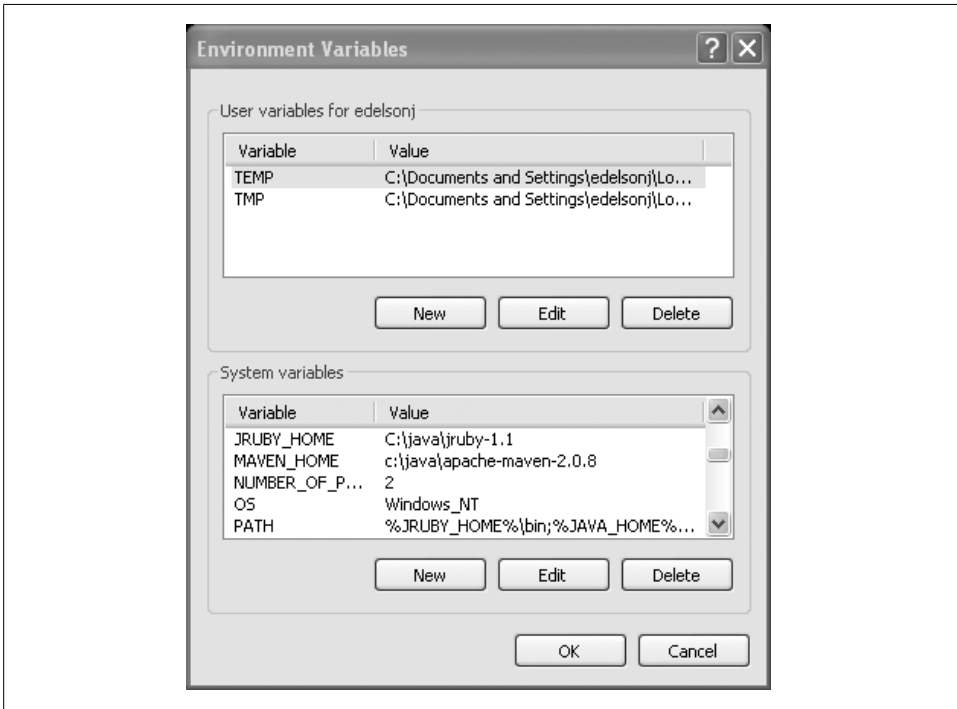 Environment Variables
User variables for edelsonj
Variable Value
TEMP C:\Documents and Settings\edelsonj\Lo...
TMP C:\Documents and Settings\edelsonj\Lo...
New Edit Delete
System variables
Variable Value
JRUBY_HOME C:\java\jruby-1.1
MAVEN_HOME c:\java\apache-maven-2.0.8
NUMBER_OF_P... 2
OS Windows_NT
PATH %JRUBY_HOME%\bin;%JAVA_HOME%...
New Edit Delete
OK Cancel